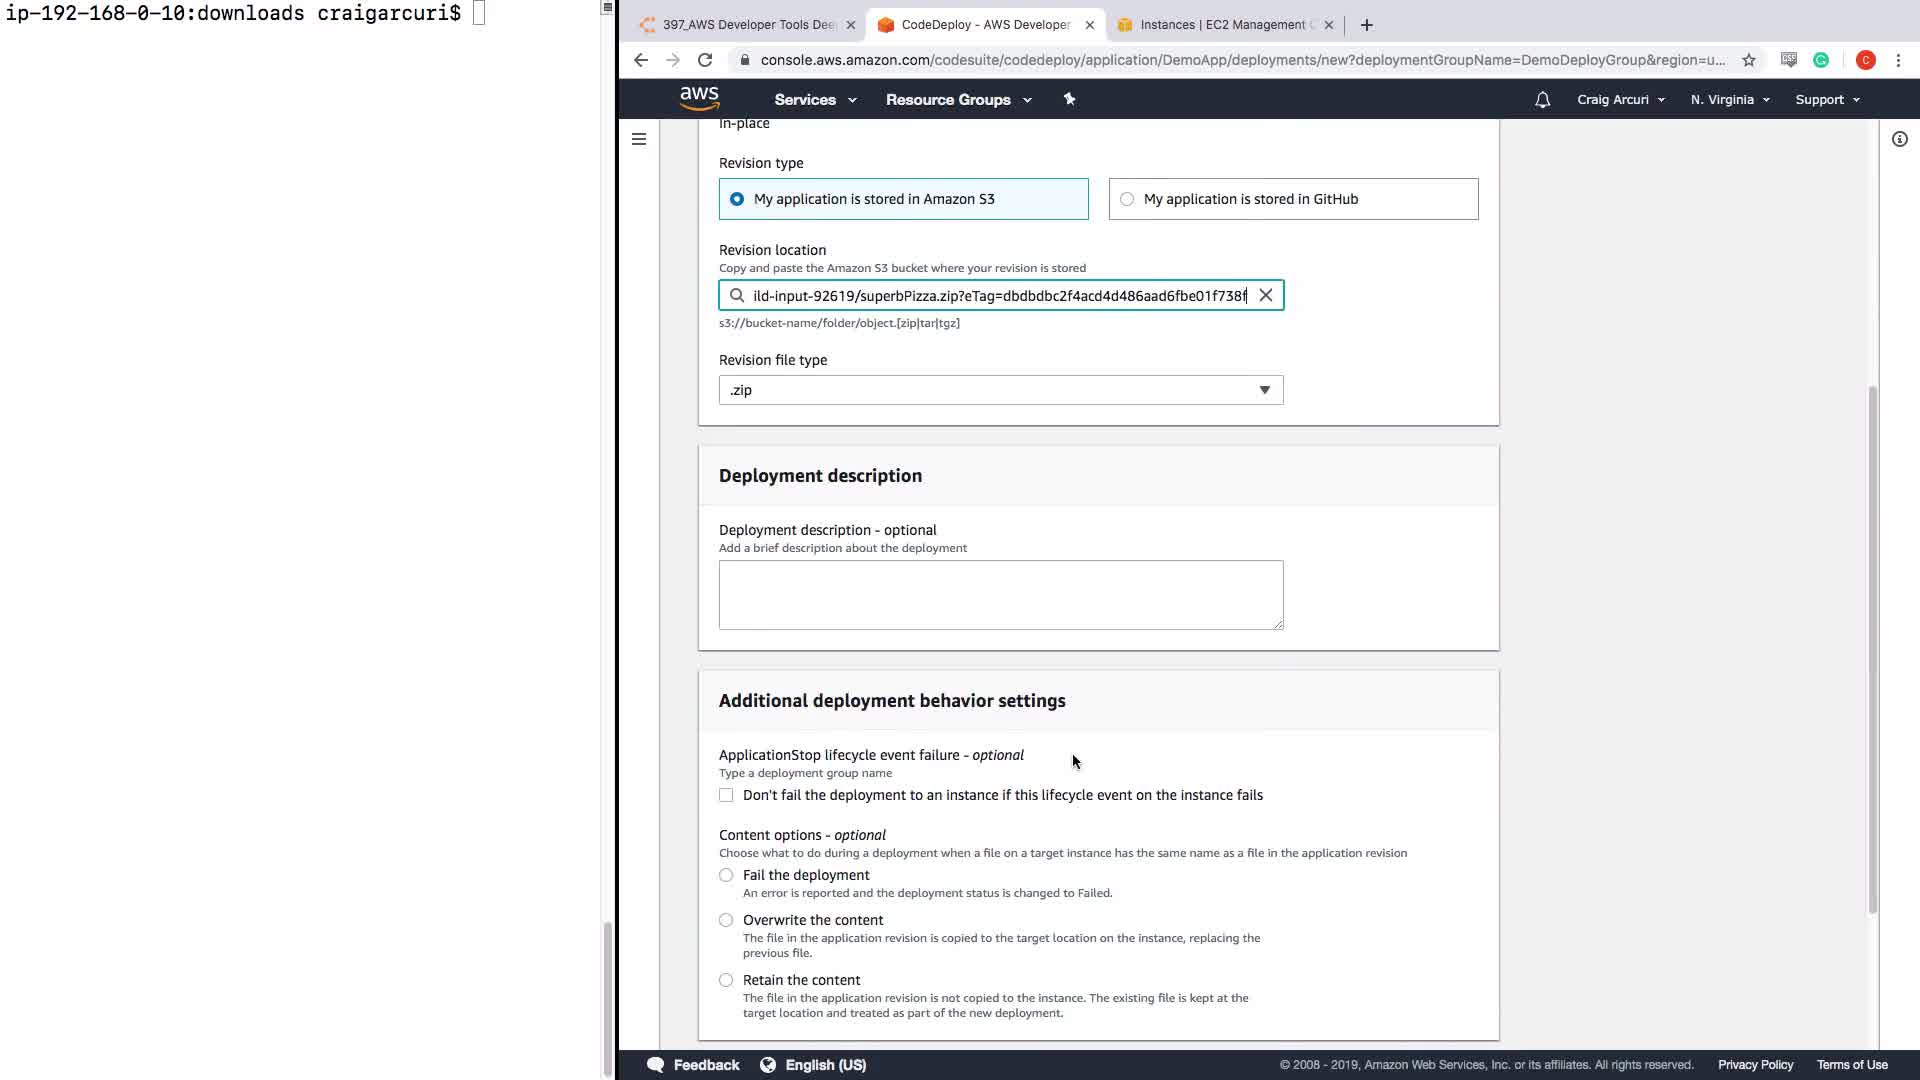 ip-192-168-0-10:downloads craigarcuri$
397_AWS Developer Tools Dee
CodeDeploy - AWS Developer
Instances | EC2 Management C
console.aws.amazon.com/codesuite/codedeploy/application/DemoApp/deployments/new?deploymentGroupName=DemoDeployGroup&region=u...
C
aws
Services
Resource Groups
Craig Arcuri
N. Virginia
Support
In-place
Revision type
My application is stored in Amazon S3
My application is stored in GitHub
Revision location
Copy and paste the Amazon S3 bucket where your revision is stored
ild-input-92619/superbPizza.zip?eTag=dbdbdbc2f4acd4d486aad6fbe01f738f
s3://bucket-name/folder/object.[zip|tar|tgz]
Revision file type
.zip
Deployment description
Deployment description - optional
Add a brief description about the deployment
Additional deployment behavior settings
ApplicationStop lifecycle event failure - optional
Type a deployment group name
Don't fail the deployment to an instance if this lifecycle event on the instance fails
Content options - optional
Choose what to do during a deployment when a file on a target instance has the same name as a file in the application revision
Fail the deployment
An error is reported and the deployment status is changed to Failed.
Overwrite the content
The file in the application revision is copied to the target location on the instance, replacing the
previous file.
Retain the content
The file in the application revision is not copied to the instance. The existing file is kept at the
target location and treated as part of the new deployment.
Feedback
English (US)
© 2008 - 2019, Amazon Web Services, Inc. or its affiliates. All rights reserved.
Privacy Policy
Terms of Use